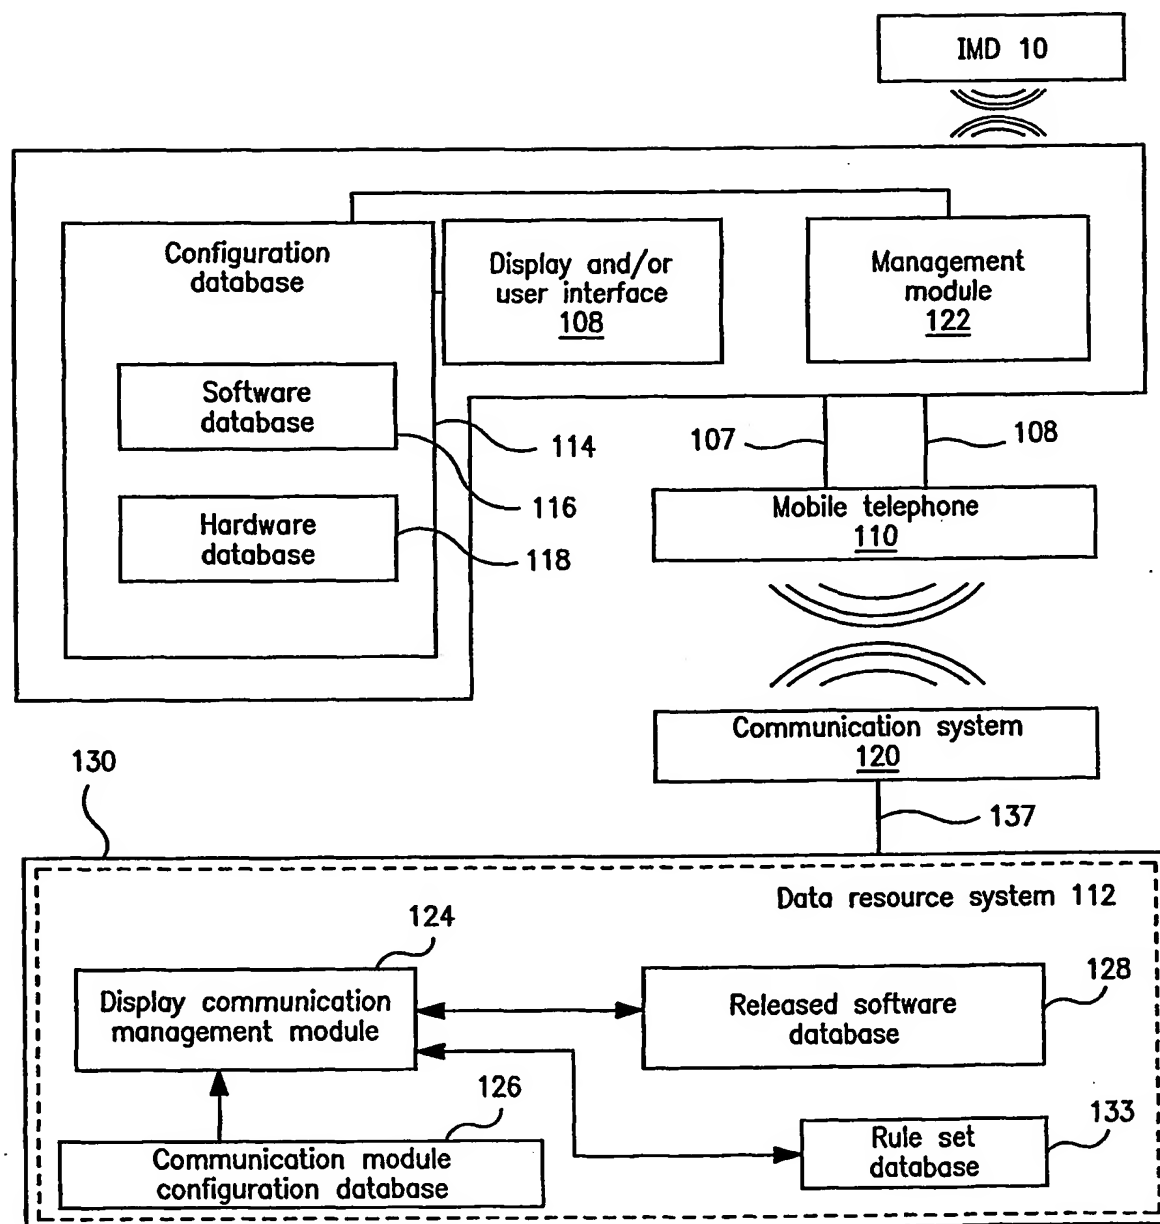 IMD 10
Configuration
database
Display and/or
user interface
108
Management
module
122
Software
database
Hardware
database
114
116
118
107
108
Mobile telephone
110
Communication system
120
130
137
Data resource system 112
124
Display communication
management module
Released software
database
128
126
Communication module
configuration database
Rule set
database
133